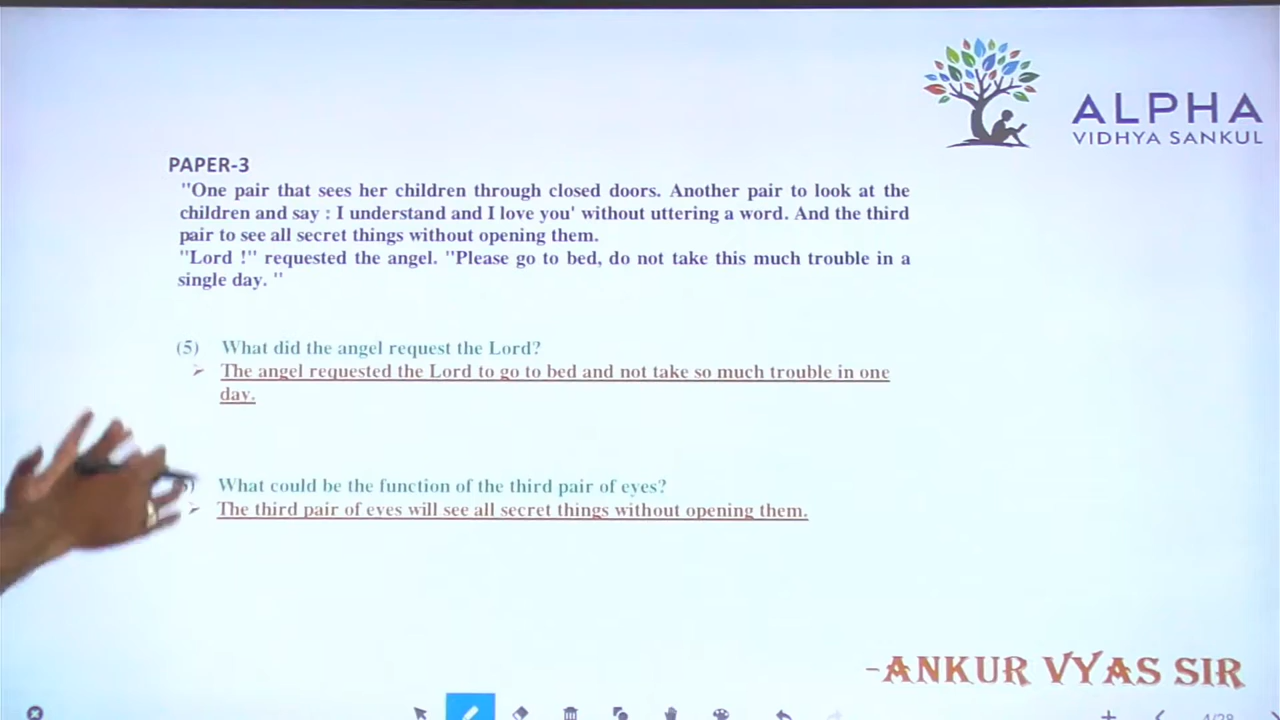 ALPHA
VIDHYA SANKUL
PAPER-3
"One pair that sees her children through closed doors. Another pair to look at the
children and say : I understand and I love you' without uttering a word. And the third
pair to see all secret things without opening them.
"Lord !" requested the angel. "Please go to bed, do not take this much trouble in a
single day. "
(5) What did the angel request the Lord?
➢ The angel requested the Lord to go to bed and not take so much trouble in one
day.
What could be the function of the third pair of eyes?
➢ The third pair of eyes will see all secret things without opening them.
-ANKUR VYAS SIR